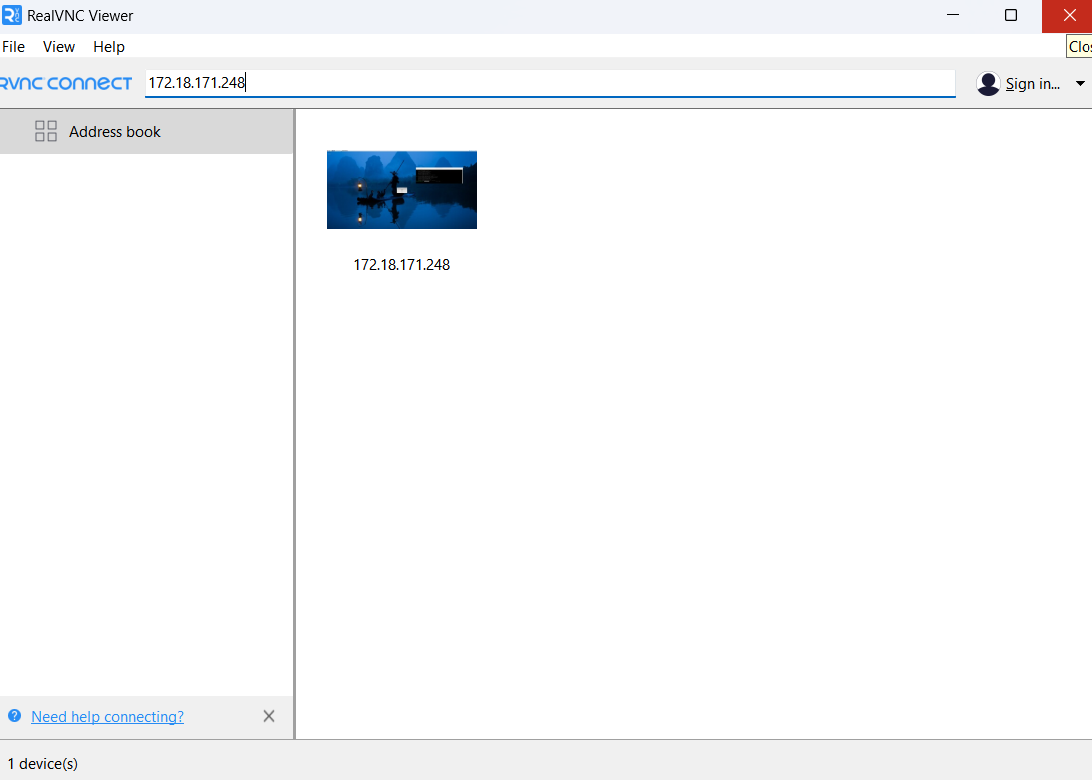 RealVNC Viewer
File View Help
Clos
RVNC CONNECT 172.18.171.248 Sign in...
Address book
172.18.171.248
Need help connecting?
1 device(s)